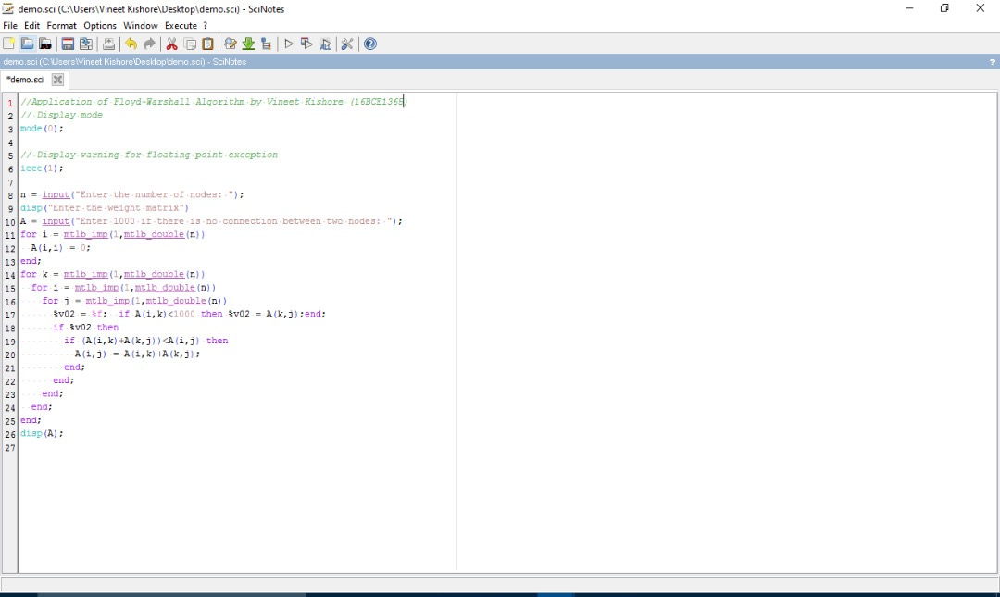 demo.sci (C:\Users\Vineet Kishore\Desktop\demo.sci) - SciNotes
File Edit Format Options Window Execute ?
demo.sci (C:\Users\Vineet Kishore\Desktop\demo.sci) - SciNotes ?
*demo.sci
1 //Application of Floyd-Warshall Algorithm by Vineet Kishore (16BCE1365)
2 // Display mode
3 mode(0);
4
5 // Display warning for floating point exception
6 ieee(1);
7
8 n = input("Enter the number of nodes: ");
9 disp("Enter the weight matrix")
10 A = input("Enter 1000 if there is no connection between two nodes: ");
11 for i = mtlb_imp(1,mtlb_double(n))
12 A(i,i) = 0;
13 end;
14 for k = mtlb_imp(1,mtlb_double(n))
15 for i = mtlb_imp(1,mtlb_double(n))
16 for j = mtlb_imp(1,mtlb_double(n))
17 %v02 = %f; if A(i,k)<1000 then %v02 = A(k,j);end;
18 if %v02 then
19 if (A(i,k)+A(k,j))<A(i,j) then
20 A(i,j) = A(i,k)+A(k,j);
21 end;
22 end;
23 end;
24 end;
25 end;
26 disp(A);
27